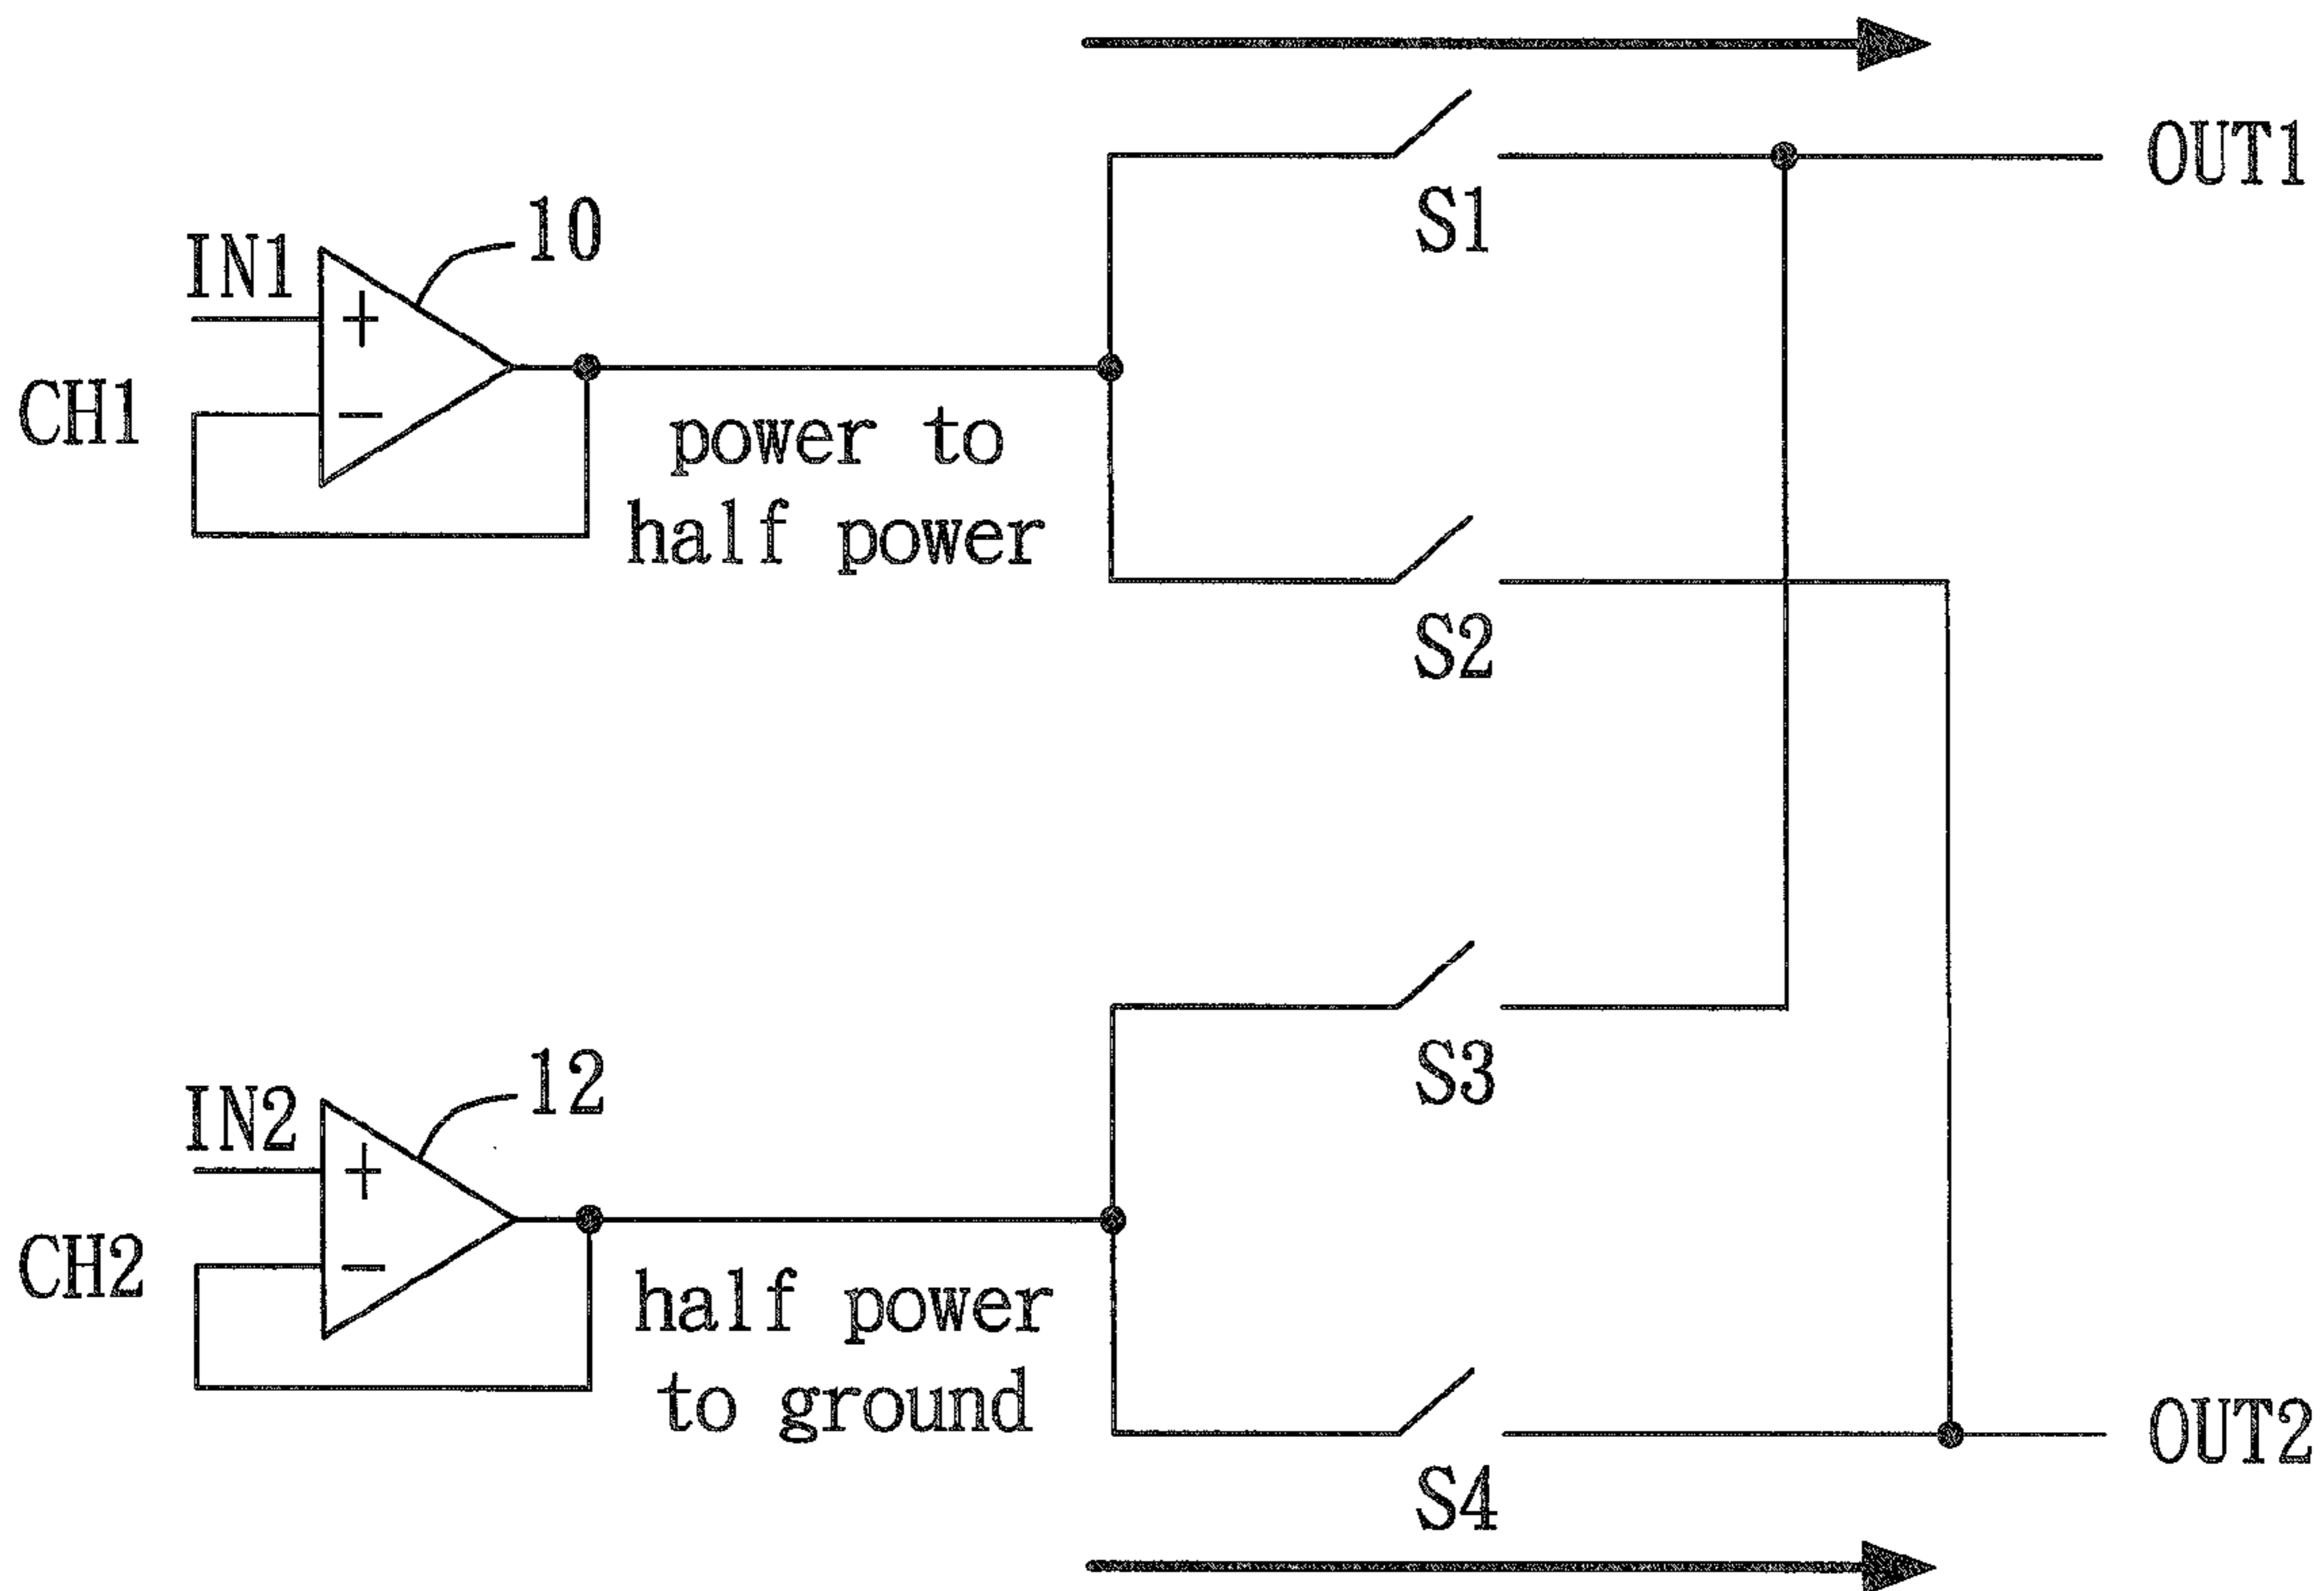 OUT1
S1
10
IN1
+
CH1
−
power to
half power
S2
S3
12
IN2
+
CH2
−
half power
to ground
OUT2
S4